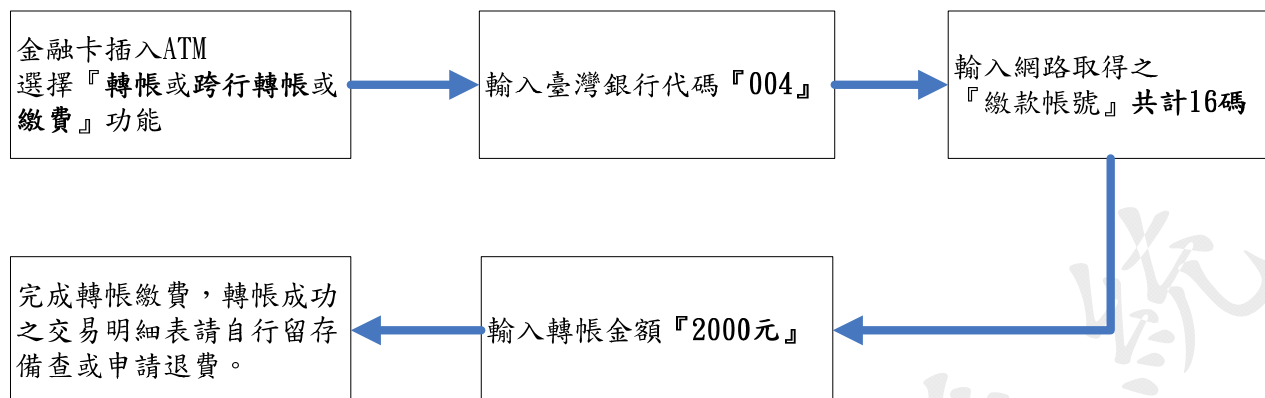 金融卡插入ATM
選擇『轉帳或跨行轉帳或
繳費』功能
輸入臺灣銀行代碼『004』
輸入網路取得之
『繳款帳號』共計16碼
輸入轉帳金額『2000元』
完成轉帳繳費，轉帳成功
之交易明細表請自行留存
備查或申請退費。